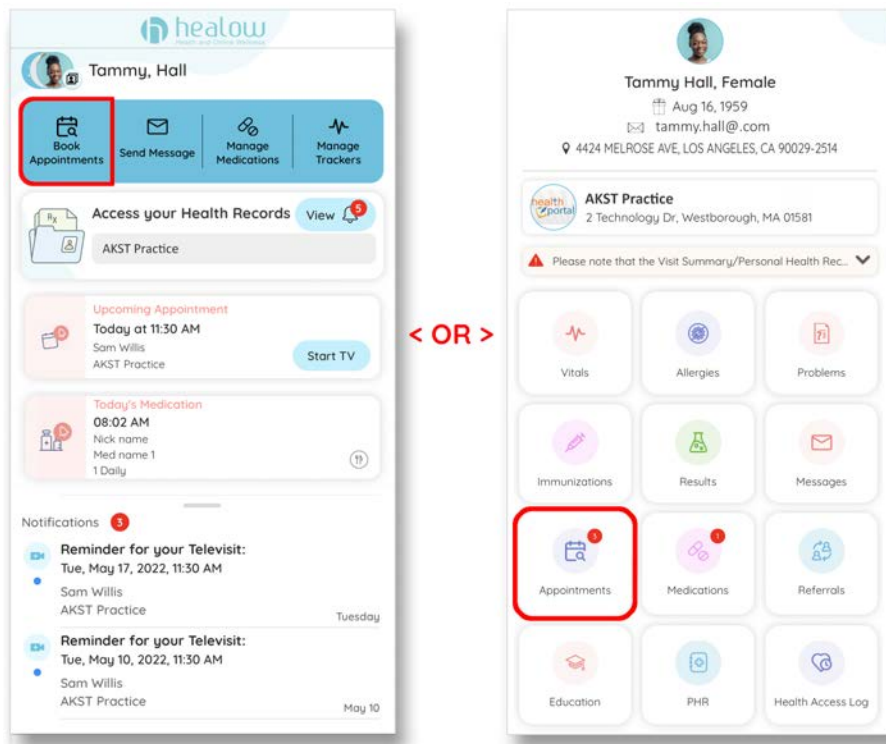 healow
Health and Online Wellness
Tammy, Hall
Book
Appointments
Send Message
Manage
Medications
Manage
Trackers
Access your Health Records
View
5
AKST Practice
Upcoming Appointment
Today at 11:30 AM
Sam Willis
AKST Practice
Start TV
Today's Medication
08:02 AM
Nick name
Med name 1
1 Daily
Notifications 3
Reminder for your Televisit:
Tue, May 17, 2022, 11:30 AM
Sam Willis
AKST Practice
Tuesday
Reminder for your Televisit:
Tue, May 10, 2022, 11:30 AM
Sam Willis
AKST Practice
May 10
< OR >
Tammy Hall, Female
Aug 16, 1959
tammy.hall@.com
4424 MELROSE AVE, LOS ANGELES, CA 90029-2514
health
portal
AKST Practice
2 Technology Dr, Westborough, MA 01581
Please note that the Visit Summary/Personal Health Rec...
Vitals
Allergies
Problems
Immunizations
Results
Messages
3
Appointments
1
Medications
Referrals
Education
PHR
Health Access Log